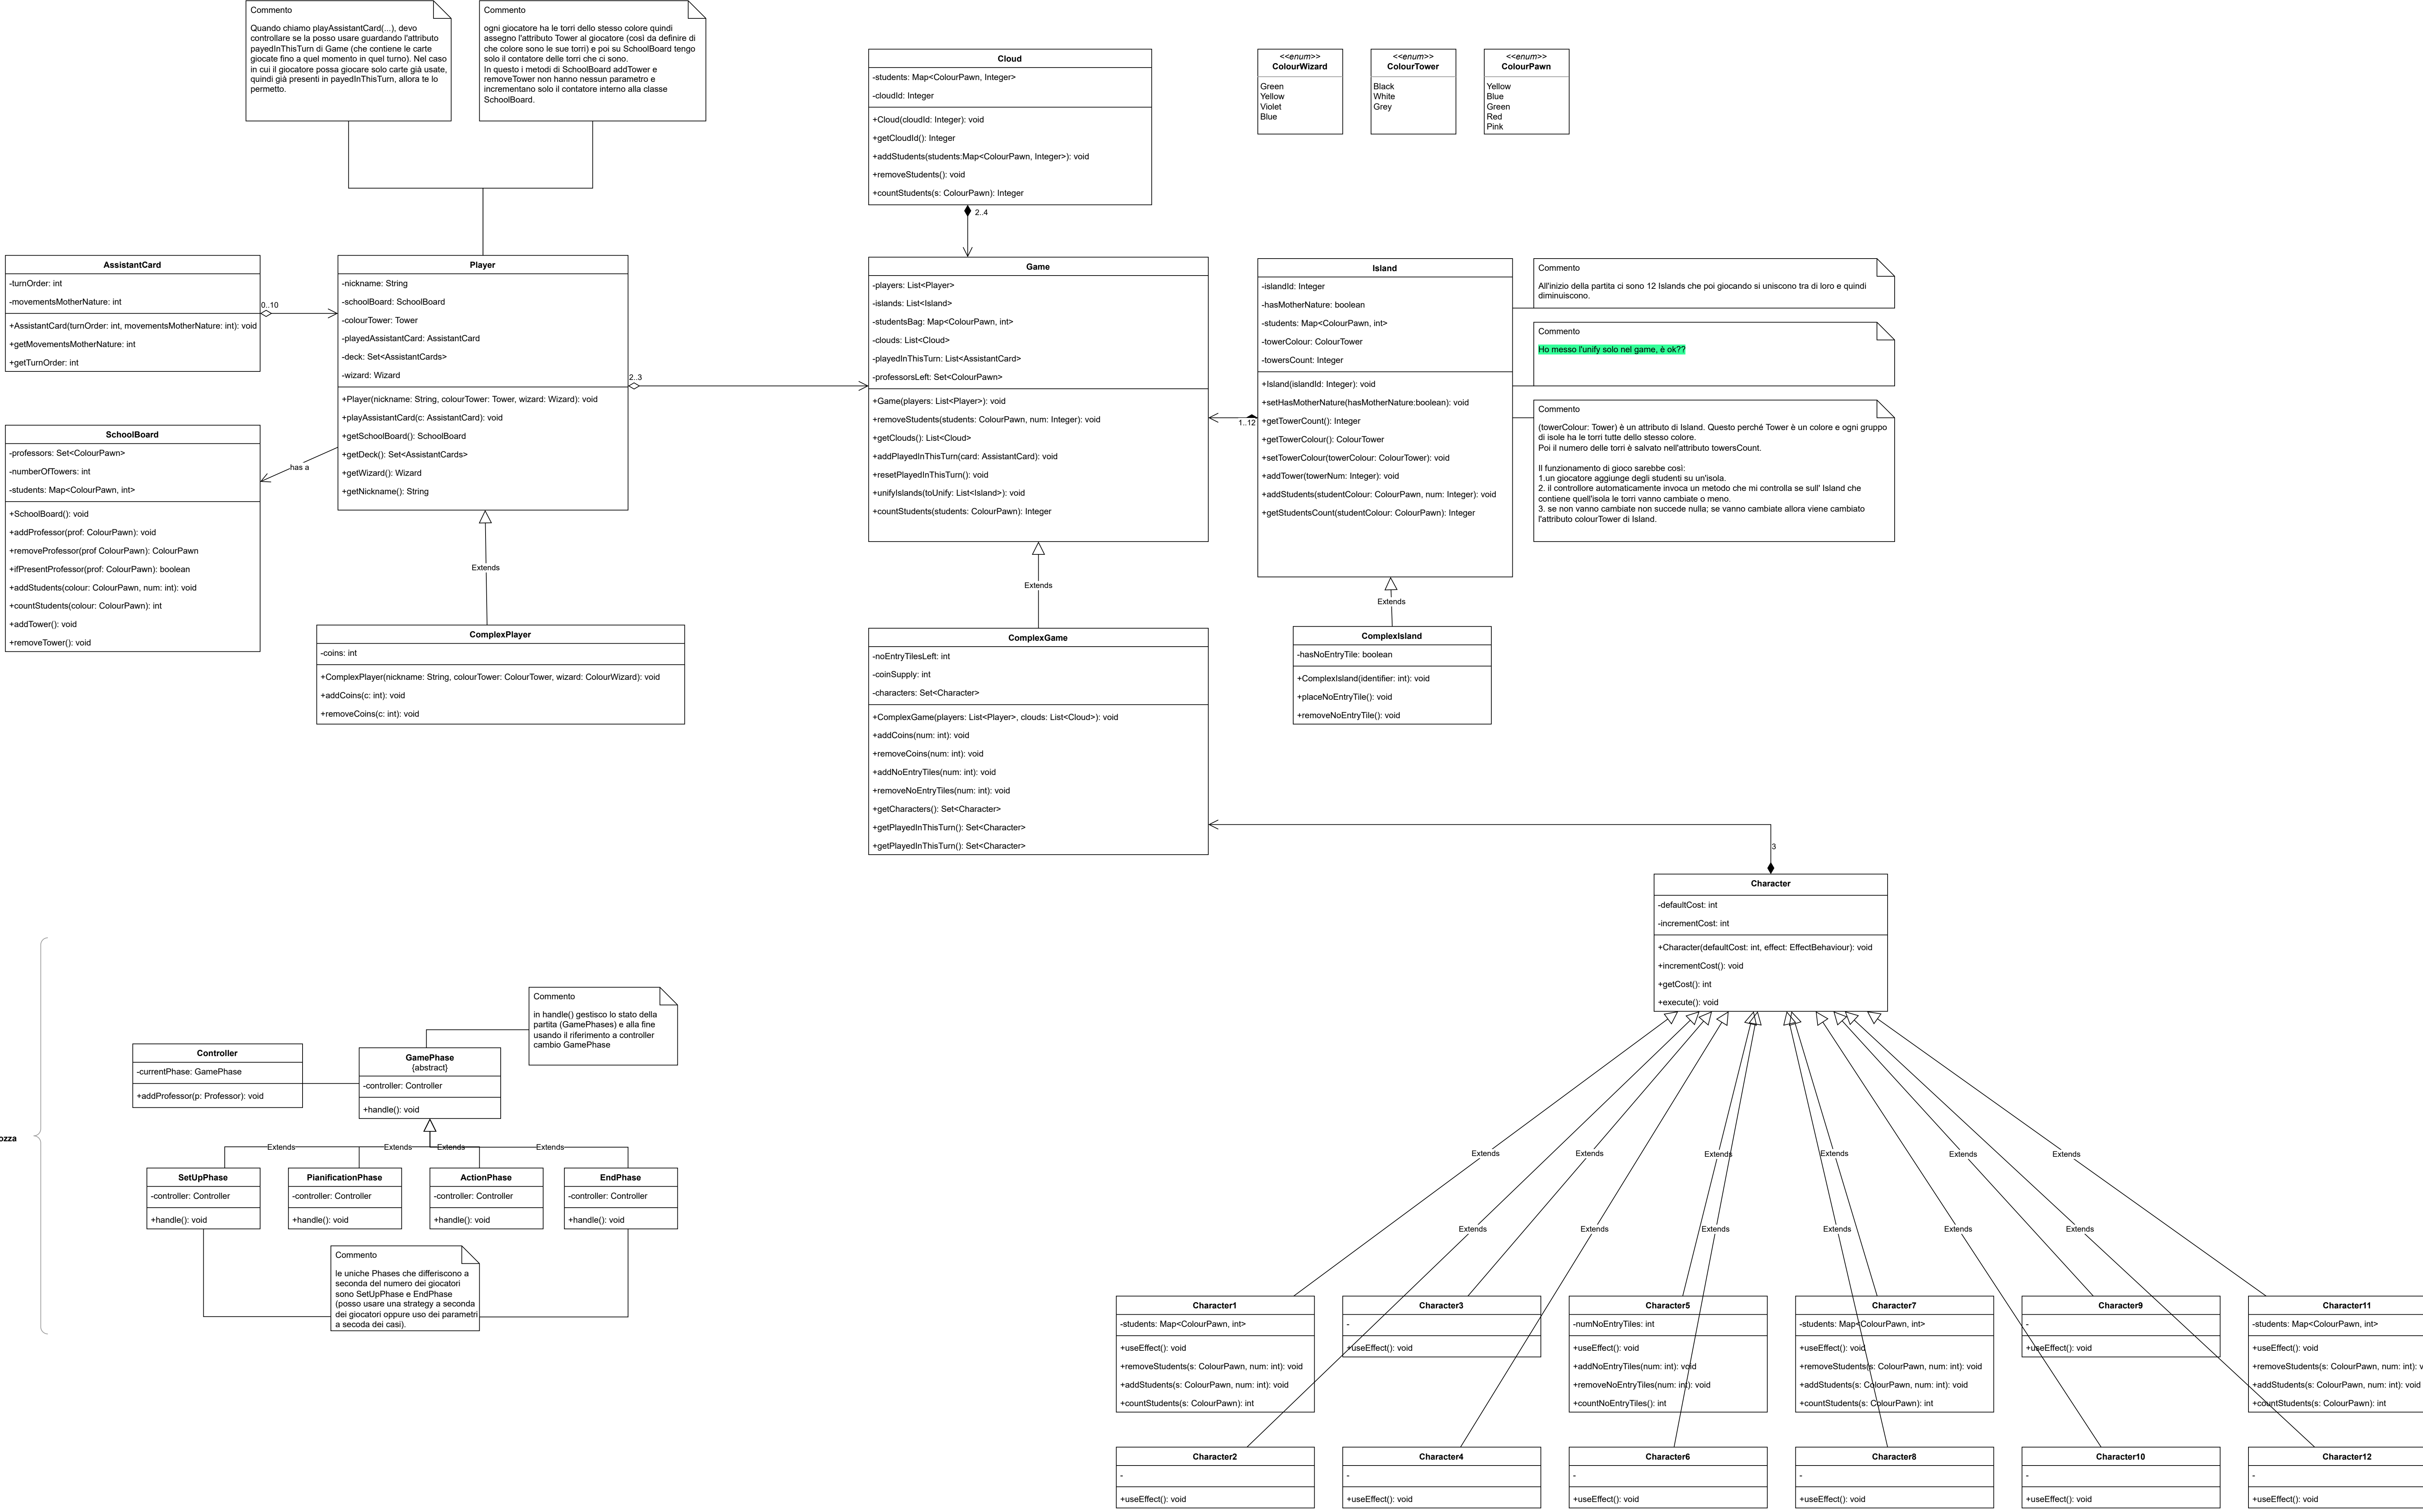 Commento
Quando chiamo playAssistantCard(...), devo
controllare se la posso usare guardando l'attributo
payedInThisTurn di Game (che contiene le carte
giocate fino a quel momento in quel turno). Nel caso
in cui il giocatore possa giocare solo carte già usate,
quindi già presenti in payedInThisTurn, allora te lo
permetto.
Commento
ogni giocatore ha le torri dello stesso colore quindi
assegno l'attributo Tower al giocatore (così da definire di
che colore sono le sue torri) e poi su SchoolBoard tengo
solo il contatore delle torri che ci sono.
In questo i metodi di SchoolBoard addTower e
removeTower non hanno nessun parametro e
incrementano solo il contatore interno alla classe
SchoolBoard.
Cloud
-students: Map<ColourPawn, Integer>
-cloudId: Integer
+Cloud(cloudId: Integer): void
+getCloudId(): Integer
+addStudents(students:Map<ColourPawn, Integer>): void
+removeStudents(): void
+countStudents(s: ColourPawn): Integer
2..4
<<enum>>
ColourWizard
Green
Yellow
Violet
Blue
<<enum>>
ColourTower
Black
White
Grey
<<enum>>
ColourPawn
Yellow
Blue
Green
Red
Pink
AssistantCard
-turnOrder: int
-movementsMotherNature: int
+AssistantCard(turnOrder: int, movementsMotherNature: int): void
+getMovementsMotherNature: int
+getTurnOrder: int
0..10
Player
-nickname: String
-schoolBoard: SchoolBoard
-colourTower: Tower
-playedAssistantCard: AssistantCard
-deck: Set<AssistantCards>
-wizard: Wizard
+Player(nickname: String, colourTower: Tower, wizard: Wizard): void
+playAssistantCard(c: AssistantCard): void
+getSchoolBoard(): SchoolBoard
+getDeck(): Set<AssistantCards>
+getWizard(): Wizard
+getNickname(): String
2..3
Game
-players: List<Player>
-islands: List<Island>
-studentsBag: Map<ColourPawn, int>
-clouds: List<Cloud>
-playedInThisTurn: List<AssistantCard>
-professorsLeft: Set<ColourPawn>
+Game(players: List<Player>): void
+removeStudents(students: ColourPawn, num: Integer): void
+getClouds(): List<Cloud>
+addPlayedInThisTurn(card: AssistantCard): void
+resetPlayedInThisTurn(): void
+unifyIslands(toUnify: List<Island>): void
+countStudents(students: ColourPawn): Integer
1..12
Island
-islandId: Integer
-hasMotherNature: boolean
-students: Map<ColourPawn, int>
-towerColour: ColourTower
-towersCount: Integer
+Island(islandId: Integer): void
+setHasMotherNature(hasMotherNature:boolean): void
+getTowerCount(): Integer
+getTowerColour(): ColourTower
+setTowerColour(towerColour: ColourTower): void
+addTower(towerNum: Integer): void
+addStudents(studentColour: ColourPawn, num: Integer): void
+getStudentsCount(studentColour: ColourPawn): Integer
Commento
All'inizio della partita ci sono 12 Islands che poi giocando si uniscono tra di loro e quindi
diminuiscono.
Commento
Ho messo l'unify solo nel game, è ok??
Commento
(towerColour: Tower) è un attributo di Island. Questo perché Tower è un colore e ogni gruppo
di isole ha le torri tutte dello stesso colore.
Poi il numero delle torri è salvato nell'attributo towersCount.
Il funzionamento di gioco sarebbe così:
1.un giocatore aggiunge degli studenti su un'isola.
2. il controllore automaticamente invoca un metodo che mi controlla se sull' Island che
contiene quell'isola le torri vanno cambiate o meno.
3. se non vanno cambiate non succede nulla; se vanno cambiate allora viene cambiato
l'attributo colourTower di Island.
SchoolBoard
-professors: Set<ColourPawn>
-numberOfTowers: int
-students: Map<ColourPawn, int>
+SchoolBoard(): void
+addProfessor(prof: ColourPawn): void
+removeProfessor(prof ColourPawn): ColourPawn
+ifPresentProfessor(prof: ColourPawn): boolean
+addStudents(colour: ColourPawn, num: int): void
+countStudents(colour: ColourPawn): int
+addTower(): void
+removeTower(): void
has a
Extends
Extends
Extends
ComplexPlayer
-coins: int
+ComplexPlayer(nickname: String, colourTower: ColourTower, wizard: ColourWizard): void
+addCoins(c: int): void
+removeCoins(c: int): void
ComplexGame
-noEntryTilesLeft: int
-coinSupply: int
-characters: Set<Character>
+ComplexGame(players: List<Player>, clouds: List<Cloud>): void
+addCoins(num: int): void
+removeCoins(num: int): void
+addNoEntryTiles(num: int): void
+removeNoEntryTiles(num: int): void
+getCharacters(): Set<Character>
+getPlayedInThisTurn(): Set<Character>
+getPlayedInThisTurn(): Set<Character>
ComplexIsland
-hasNoEntryTile: boolean
+ComplexIsland(identifier: int): void
+placeNoEntryTile(): void
+removeNoEntryTile(): void
3
Character
-defaultCost: int
-incrementCost: int
+Character(defaultCost: int, effect: EffectBehaviour): void
+incrementCost(): void
+getCost(): int
+execute(): void
ozza
Commento
in handle() gestisco lo stato della
partita (GamePhases) e alla fine
usando il riferimento a controller
cambio GamePhase
Controller
-currentPhase: GamePhase
+addProfessor(p: Professor): void
GamePhase
{abstract}
-controller: Controller
+handle(): void
Extends
Extends
Extends
Extends
SetUpPhase
-controller: Controller
+handle(): void
PianificationPhase
-controller: Controller
+handle(): void
ActionPhase
-controller: Controller
+handle(): void
EndPhase
-controller: Controller
+handle(): void
Commento
le uniche Phases che differiscono a
seconda del numero dei giocatori
sono SetUpPhase e EndPhase
(posso usare una strategy a seconda
dei giocatori oppure uso dei parametri
a secoda dei casi).
Extends
Extends
Extends
Extends
Extends
Extends
Extends
Extends
Extends
Extends
Extends
Extends
Character1
-students: Map<ColourPawn, int>
+useEffect(): void
+removeStudents(s: ColourPawn, num: int): void
+addStudents(s: ColourPawn, num: int): void
+countStudents(s: ColourPawn): int
Character3
-
+useEffect(): void
Character5
-numNoEntryTiles: int
+useEffect(): void
+addNoEntryTiles(num: int): void
+removeNoEntryTiles(num: int): void
+countNoEntryTiles(): int
Character7
-students: Map<ColourPawn, int>
+useEffect(): void
+removeStudents(s: ColourPawn, num: int): void
+addStudents(s: ColourPawn, num: int): void
+countStudents(s: ColourPawn): int
Character9
-
+useEffect(): void
Character11
-students: Map<ColourPawn, int>
+useEffect(): void
+removeStudents(s: ColourPawn, num: int): v
+addStudents(s: ColourPawn, num: int): void
+countStudents(s: ColourPawn): int
Character2
-
+useEffect(): void
Character4
-
+useEffect(): void
Character6
-
+useEffect(): void
Character8
-
+useEffect(): void
Character10
-
+useEffect(): void
Character12
-
+useEffect(): void